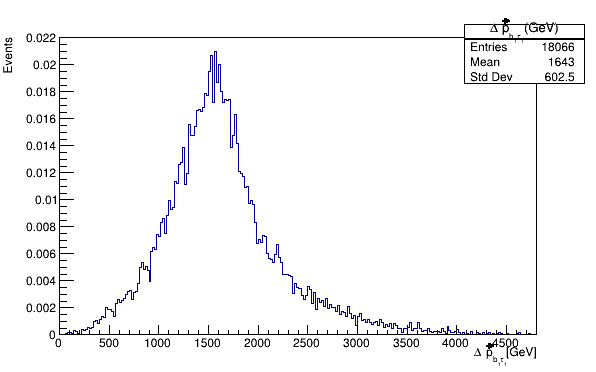 Δ p⃗ b₁τ₁ (GeV)
Entries 18066
Mean 1643
Std Dev 602.5
Events
0.022
0.02
0.018
0.016
0.014
0.012
0.01
0.008
0.006
0.004
0.002
0
0 500 1000 1500 2000 2500 3000 3500 4000 4500
Δ p⃗ b₁τ₁ [GeV]